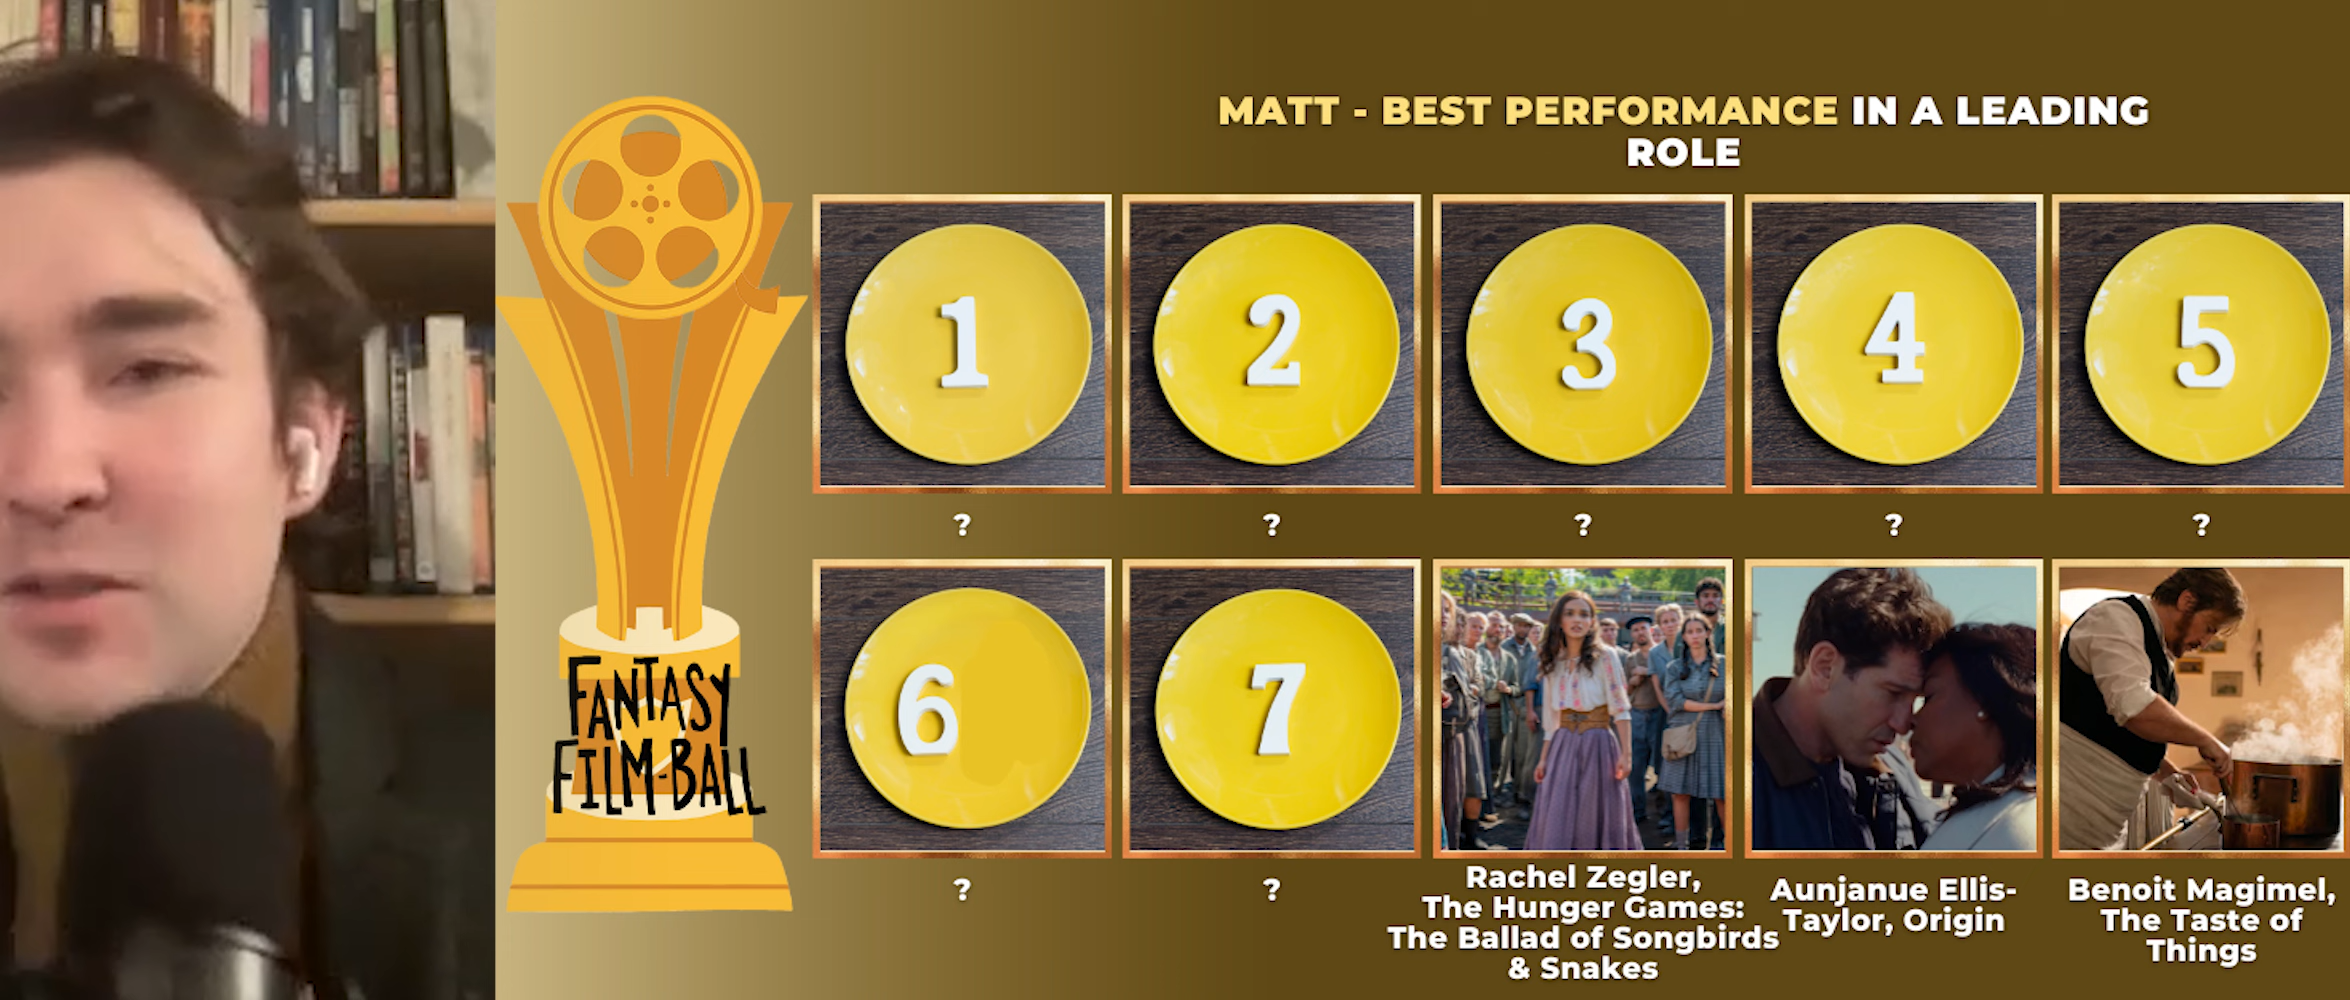 MATT - BEST PERFORMANCE IN A LEADING
ROLE
1
2
3
4
5
?
?
?
?
?
6
7
?
?
Rachel Zegler,
The Hunger Games:
The Ballad of Songbirds
& Snakes
Aunjanue Ellis-
Taylor, Origin
Benoit Magimel,
The Taste of
Things
FANTASY
FILM-BALL